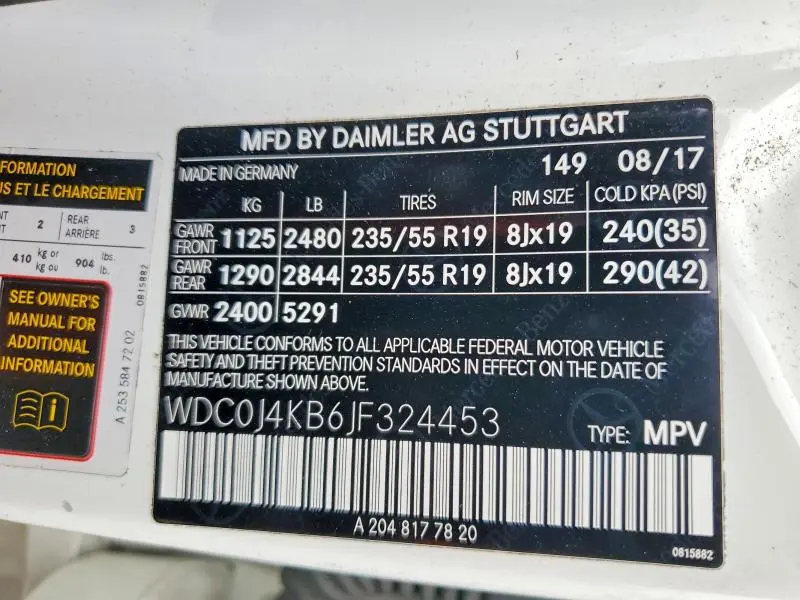 FORMATION
US ET LE CHARGEMENT
NT 2 REAR 3
ARRIÈRE
410 kg or 904 lbs.
kg ou lb.
SEE OWNER'S
MANUAL FOR
ADDITIONAL
INFORMATION
0815882
A 253 584 72 02
MFD BY DAIMLER AG STUTTGART
MADE IN GERMANY 149 08/17
KG LB TIRES RIM SIZE COLD KPA(PSI)
GAWR FRONT 1125 2480 235/55 R19 8Jx19 240(35)
GAWR REAR 1290 2844 235/55 R19 8Jx19 290(42)
GVWR 2400 5291
THIS VEHICLE CONFORMS TO ALL APPLICABLE FEDERAL MOTOR VEHICLE
SAFETY AND THEFT PREVENTION STANDARDS IN EFFECT ON THE DATE OF
MANUFACTURE SHOWN ABOVE.
WDC0J4KB6JF324453 TYPE: MPV
A 204 817 78 20
0815882